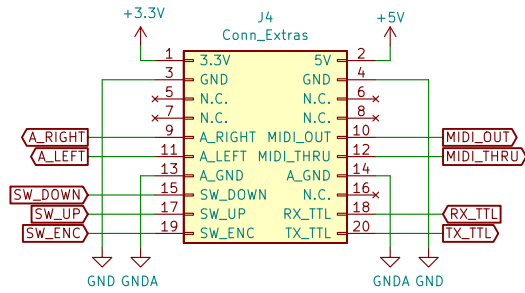 +3.3V J4 +5V
Conn_Extras
1 3.3V 5V 2
3 GND GND 4
5 N.C. N.C. 6
7 N.C. N.C. 8
A_RIGHT 9 A_RIGHT MIDI_OUT 10 MIDI_OUT
A_LEFT 11 A_LEFT MIDI_THRU 12 MIDI_THRU
13 A_GND A_GND 14
SW_DOWN 15 SW_DOWN N.C. 16
SW_UP 17 SW_UP RX_TTL 18 RX_TTL
SW_ENC 19 SW_ENC TX_TTL 20 TX_TTL
GND GNDA GNDA GND